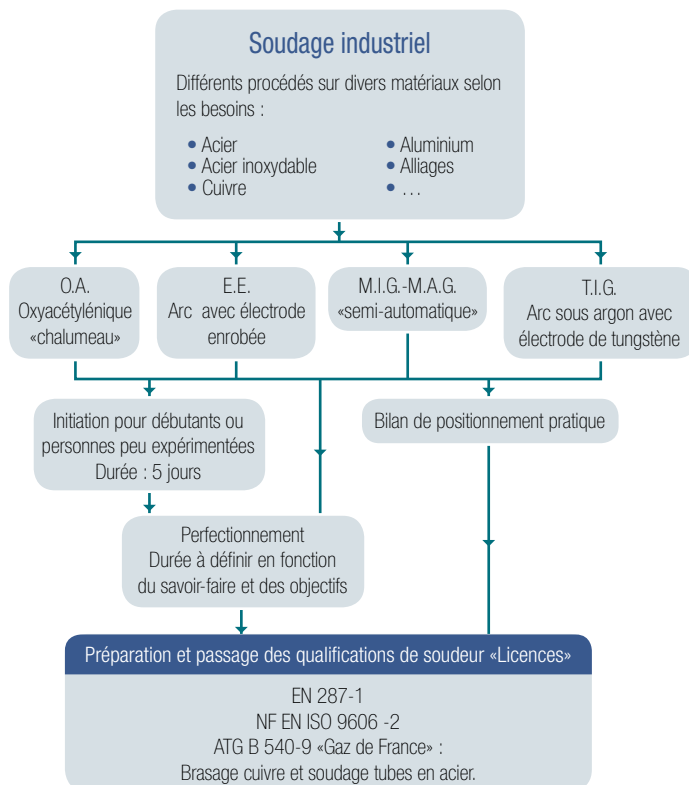 Soudage industriel
Différents procédés sur divers matériaux selon
les besoins :
• Acier
• Acier inoxydable
• Cuivre
• Aluminium
• Alliages
• …
O.A.
Oxyacétylénique
«chalumeau»
E.E.
Arc avec électrode
enrobée
M.I.G.-M.A.G.
«semi-automatique»
T.I.G.
Arc sous argon avec
électrode de tungstène
Initiation pour débutants ou
personnes peu expérimentées
Durée : 5 jours
Bilan de positionnement pratique
Perfectionnement
Durée à définir en fonction
du savoir-faire et des objectifs
Préparation et passage des qualifications de soudeur «Licences»
EN 287-1
NF EN ISO 9606 -2
ATG B 540-9 «Gaz de France» :
Brasage cuivre et soudage tubes en acier.